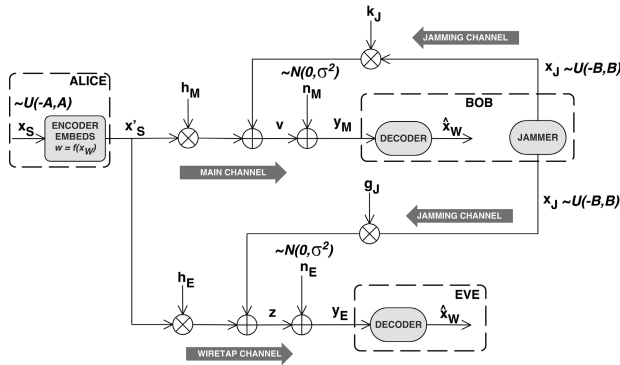 k_J
JAMMING CHANNEL
x_J ~U(-B,B)
ALICE
~U(-A,A)
x_S
ENCODER
EMBEDS
w = f(x_W)
x'_S
h_M
~N(0,σ²)
n_M
v
y_M
BOB
DECODER
x̂_W
JAMMER
MAIN CHANNEL
g_J
JAMMING CHANNEL
x_J ~U(-B,B)
~N(0,σ²)
h_E
n_E
z
y_E
EVE
DECODER
x̂_W
WIRETAP CHANNEL